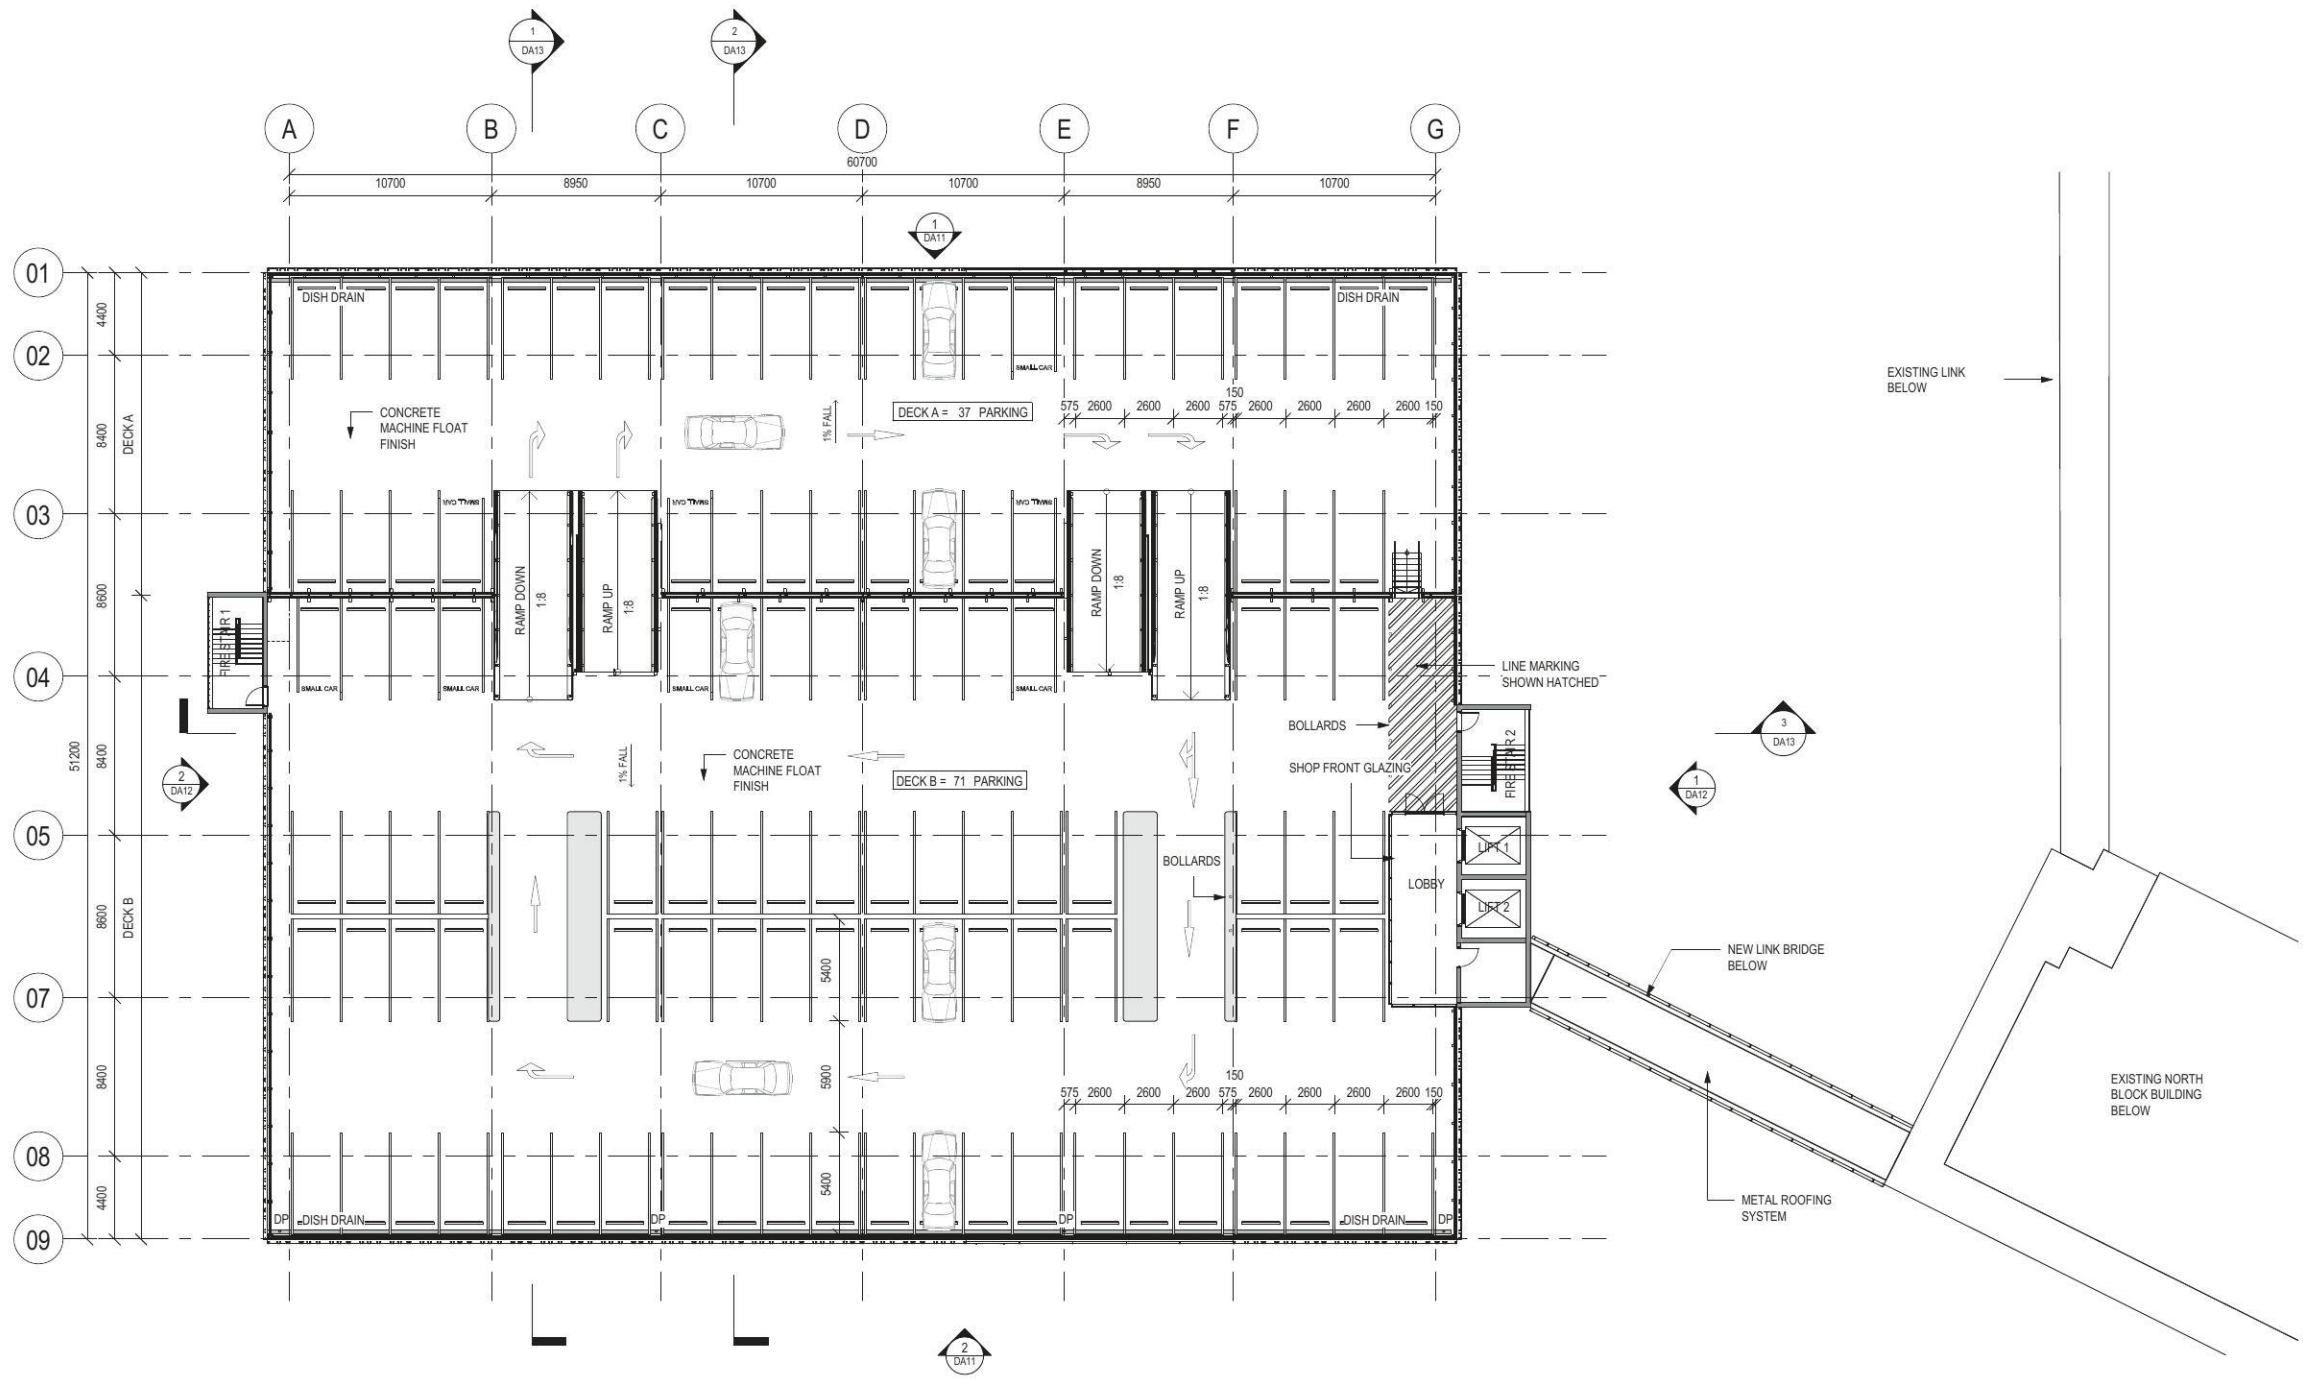 1
DA13
2
DA13
A
B
C
D
E
F
G
60700
10700
8950
10700
10700
8950
10700
1
DA11
01
02
03
04
05
07
08
09
4400
8400
8600
8400
8600
8400
4400
51200
DECK A
DECK B
DISH DRAIN
DISH DRAIN
SMALL CAR
CONCRETE
MACHINE FLOAT
FINISH
1% FALL
DECK A = 37 PARKING
150
575 2600 2600 2600 575 2600 2600 2600 2600 150
SMALL CAR
SMALL CAR
SMALL CAR
RAMP DOWN
1:8
RAMP UP
1:8
RAMP DOWN
1:8
RAMP UP
1:8
FIRE STAIR 1
SMALL CAR
SMALL CAR
SMALL CAR
SMALL CAR
LINE MARKING
SHOWN HATCHED
BOLLARDS
SHOP FRONT GLAZING
FIRE STAIR 2
3
DA13
1
DA12
2
DA12
1% FALL
CONCRETE
MACHINE FLOAT
FINISH
DECK B = 71 PARKING
BOLLARDS
LOBBY
LIFT 1
LIFT 2
5400
5900
5400
150
575 2600 2600 2600 575 2600 2600 2600 2600 150
DP
DISH DRAIN
DP
DP
DISH DRAIN
DP
2
DA11
EXISTING LINK
BELOW
NEW LINK BRIDGE
BELOW
METAL ROOFING
SYSTEM
EXISTING NORTH
BLOCK BUILDING
BELOW